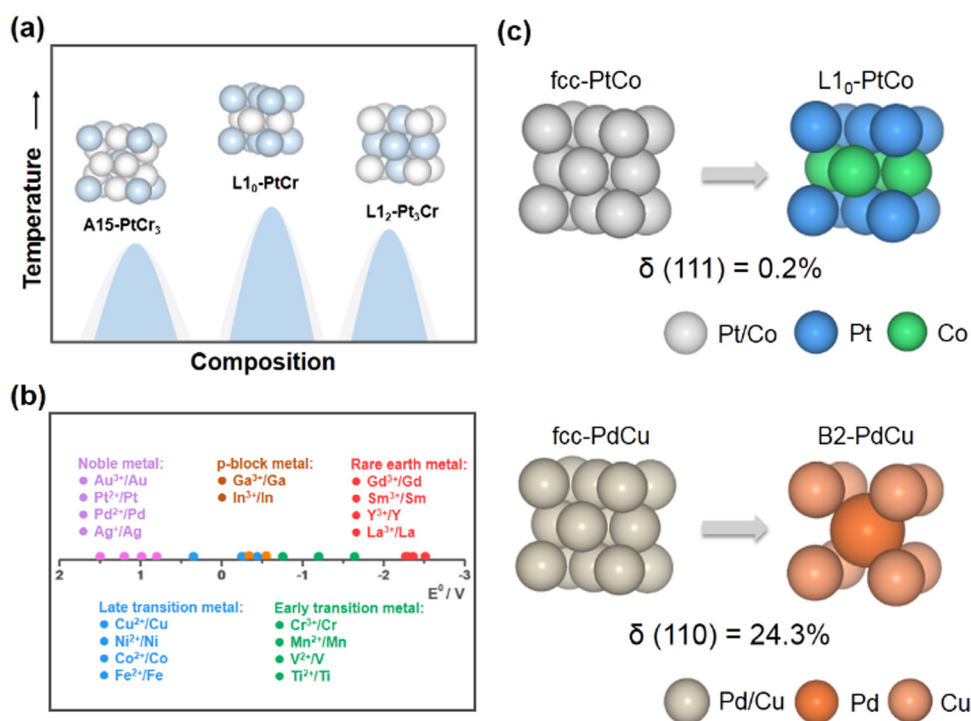 (a)
Temperature
A15-PtCr₃
L1₀-PtCr
L1₂-Pt₃Cr
Composition
(b)
Noble metal:
Au³⁺/Au
Pt²⁺/Pt
Pd²⁺/Pd
Ag⁺/Ag
p-block metal:
Ga³⁺/Ga
In³⁺/In
Rare earth metal:
Gd³⁺/Gd
Sm³⁺/Sm
Y³⁺/Y
La³⁺/La
2 1 0 -1 -2 -3
E⁰ / V
Late transition metal:
Cu²⁺/Cu
Ni²⁺/Ni
Co²⁺/Co
Fe²⁺/Fe
Early transition metal:
Cr³⁺/Cr
Mn²⁺/Mn
V²⁺/V
Ti²⁺/Ti
(c)
fcc-PtCo
L1₀-PtCo
δ (111) = 0.2%
Pt/Co Pt Co
fcc-PdCu
B2-PdCu
δ (110) = 24.3%
Pd/Cu Pd Cu